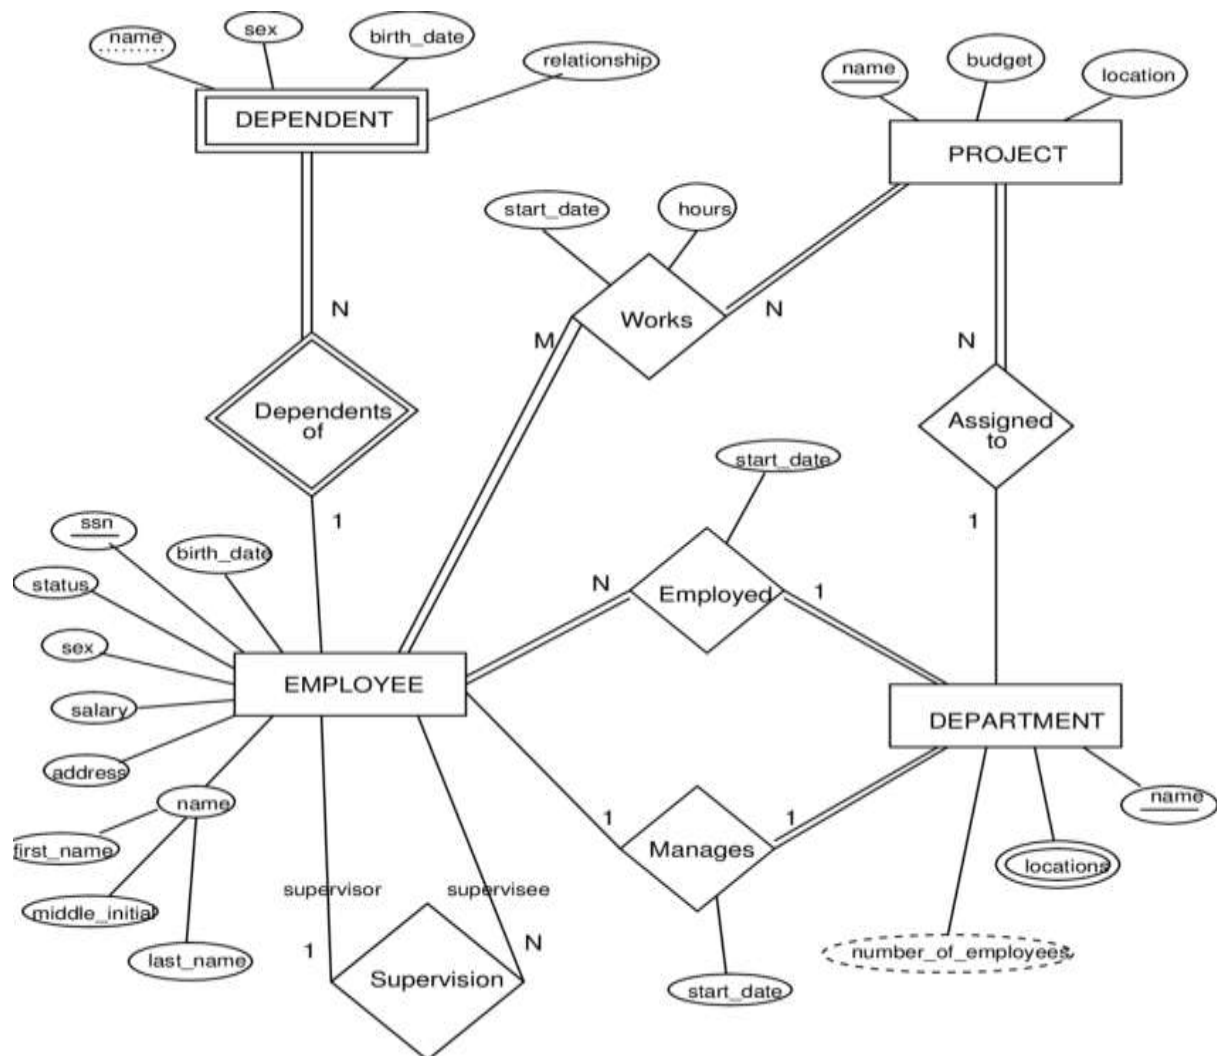 name
sex
birth_date
relationship
DEPENDENT
name
budget
location
PROJECT
start_date
hours
Works
N
M
N
Dependents
of
N
Assigned
to
1
1
ssn
birth_date
status
sex
salary
address
EMPLOYEE
start_date
N
Employed
1
DEPARTMENT
name
first_name
middle_initial
last_name
1
Manages
1
name
locations
number_of_employees
start_date
supervisor
supervisee
1
N
Supervision